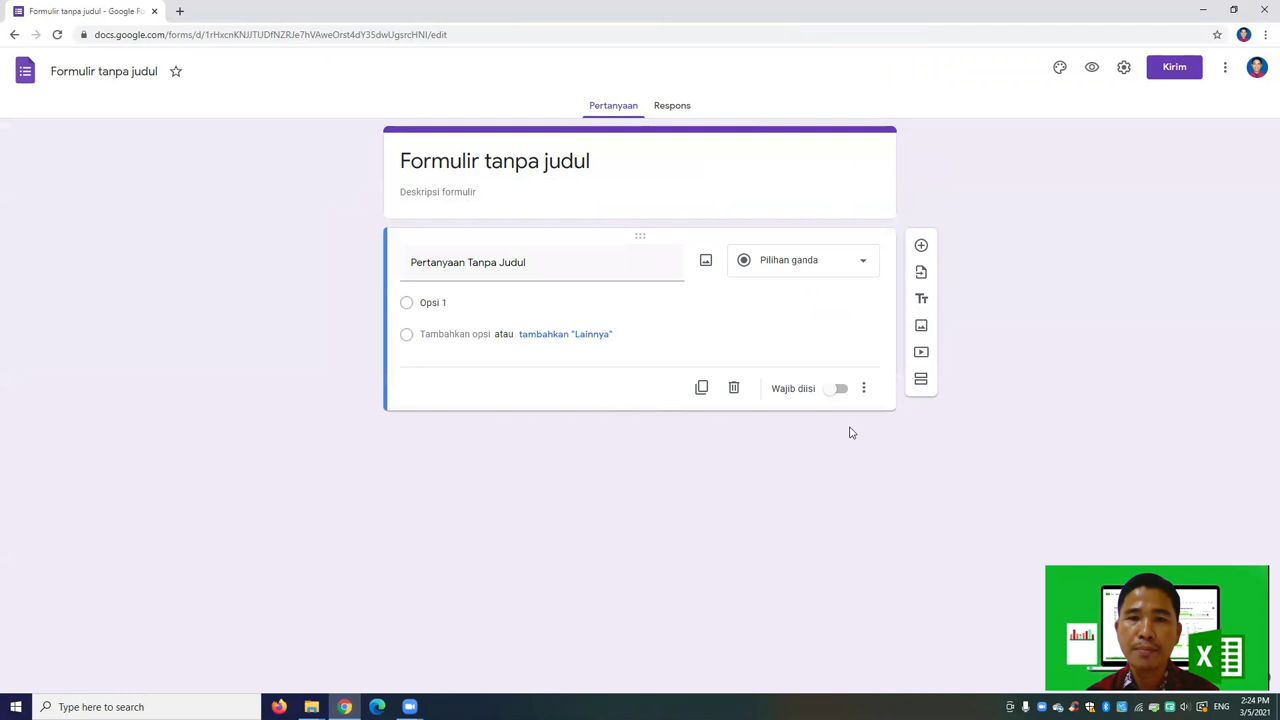 Formulir tanpa judul - Google Fo
docs.google.com/forms/d/1rHxcnKNJJTUDfNZRJe7hVAweOrst4dY35dwUgsrcHNI/edit
Formulir tanpa judul
Kirim
Pertanyaan Respons
Formulir tanpa judul
Deskripsi formulir
Pertanyaan Tanpa Judul
Pilihan ganda
Opsi 1
Tambahkan opsi atau tambahkan "Lainnya"
Wajib diisi
X
Type here to search
ENG
2:24 PM
3/5/2021